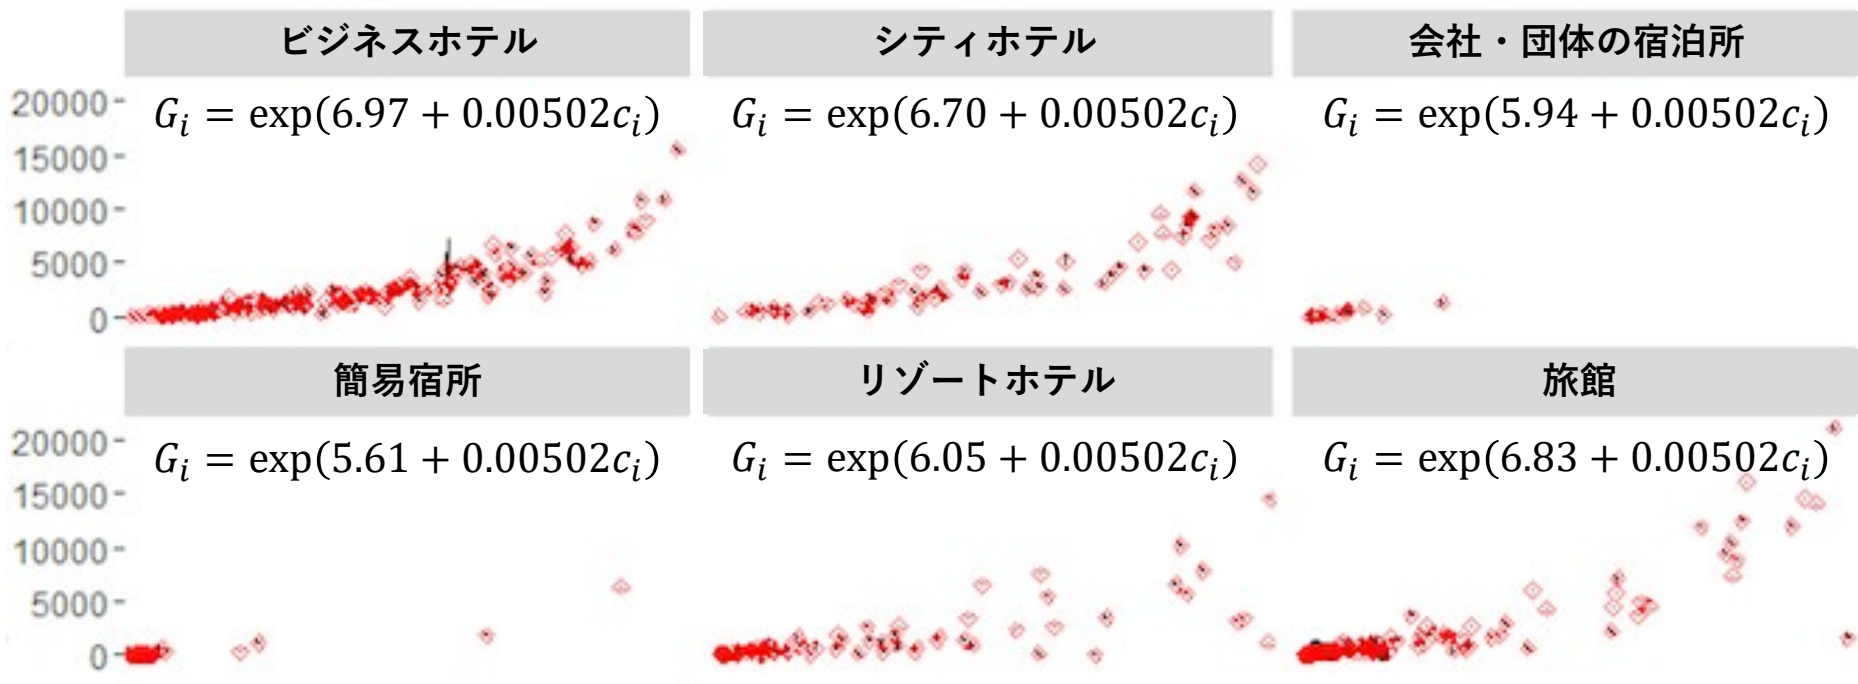 ビジネスホテル
シティホテル
会社・団体の宿泊所
20000
15000
10000
5000
0
G_i = exp(6.97 + 0.00502c_i)
G_i = exp(6.70 + 0.00502c_i)
G_i = exp(5.94 + 0.00502c_i)
簡易宿所
リゾートホテル
旅館
20000
15000
10000
5000
0
G_i = exp(5.61 + 0.00502c_i)
G_i = exp(6.05 + 0.00502c_i)
G_i = exp(6.83 + 0.00502c_i)